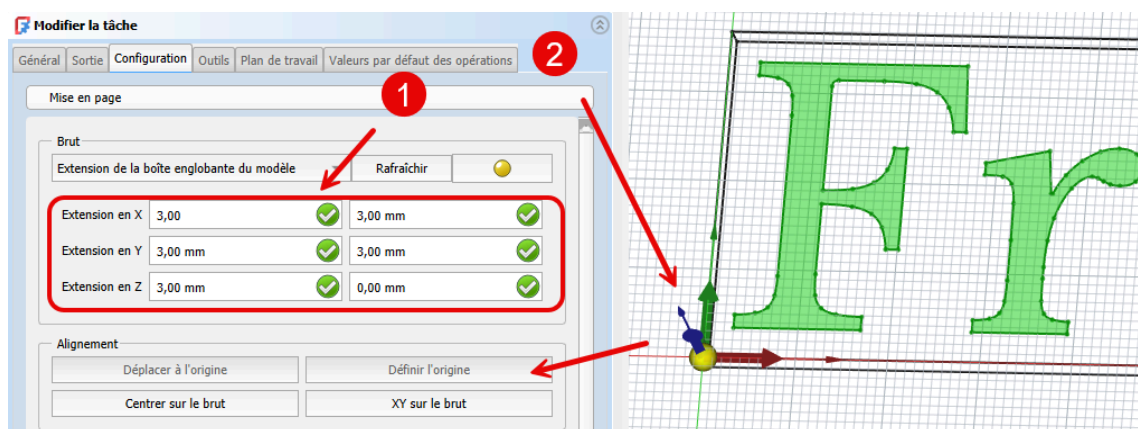 Modifier la tâche
Général Sortie Configuration Outils Plan de travail Valeurs par défaut des opérations
2
1
Mise en page
Brut
Extension de la boîte englobante du modèle Rafraîchir
Extension en X 3,00 3,00 mm
Extension en Y 3,00 mm 3,00 mm
Extension en Z 3,00 mm 0,00 mm
Alignement
Déplacer à l'origine Définir l'origine
Centrer sur le brut XY sur le brut
Fr